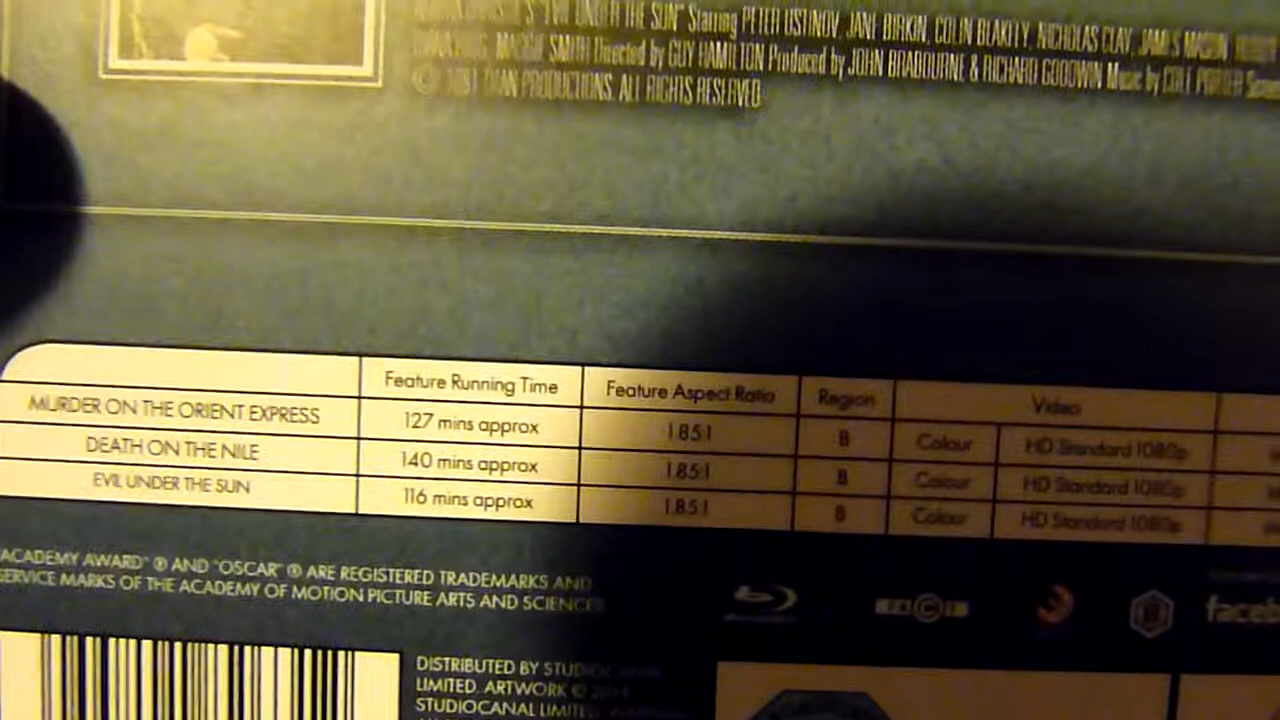 UNDER THE SUN" Starring PETER USTINOV, JANE BIRKIN, COLIN BLAKELY, NICHOLAS CLAY, JAMES MASON,
MAGGIE SMITH Directed by GUY HAMILTON Produced by JOHN BRABOURNE & RICHARD GOODWIN Music by COLE PORTER
© PRODUCTIONS. ALL RIGHTS RESERVED.
Feature Running Time Feature Aspect Ratio Region Video
MURDER ON THE ORIENT EXPRESS 127 mins approx 1.85:1 B Colour HD Standard 1080p
DEATH ON THE NILE 140 mins approx 1.85:1 B Colour HD Standard 1080p
EVIL UNDER THE SUN 116 mins approx 1.85:1 B Colour HD Standard 1080p
ACADEMY AWARD" ® AND "OSCAR" ® ARE REGISTERED TRADEMARKS AND
SERVICE MARKS OF THE ACADEMY OF MOTION PICTURE ARTS AND SCIENCES
B
faceb
DISTRIBUTED BY
LIMITED. ARTWORK ©
STUDIOCANAL LIMITED.